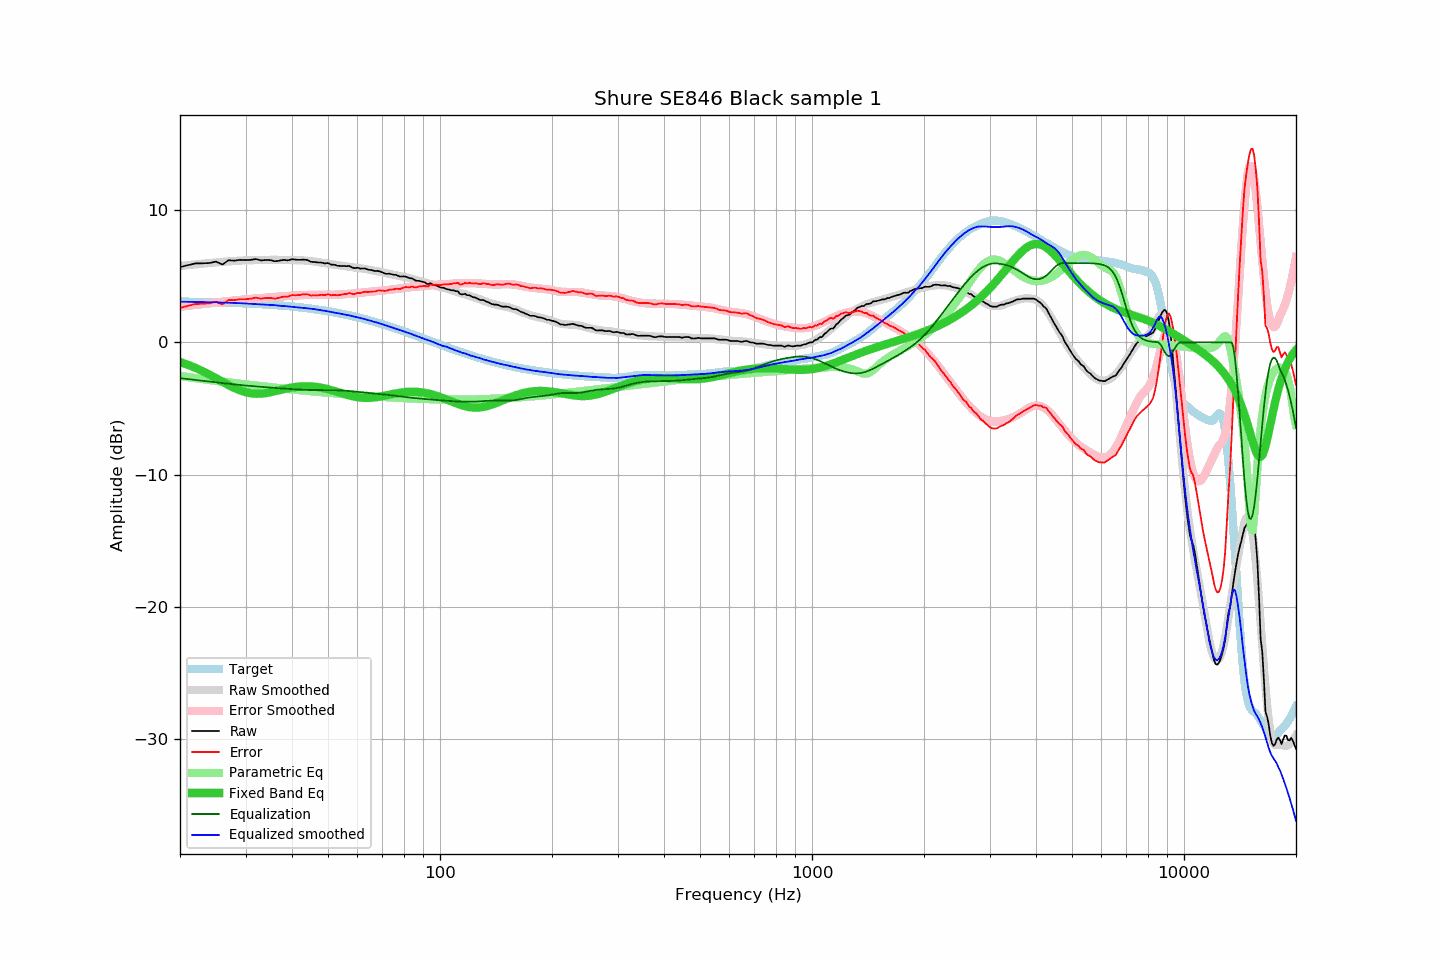 Shure SE846 Black sample 1
Amplitude (dBr)
10
0
−10
−20
−30
Target
Raw Smoothed
Error Smoothed
Raw
Error
Parametric Eq
Fixed Band Eq
Equalization
Equalized smoothed
100
1000
10000
Frequency (Hz)